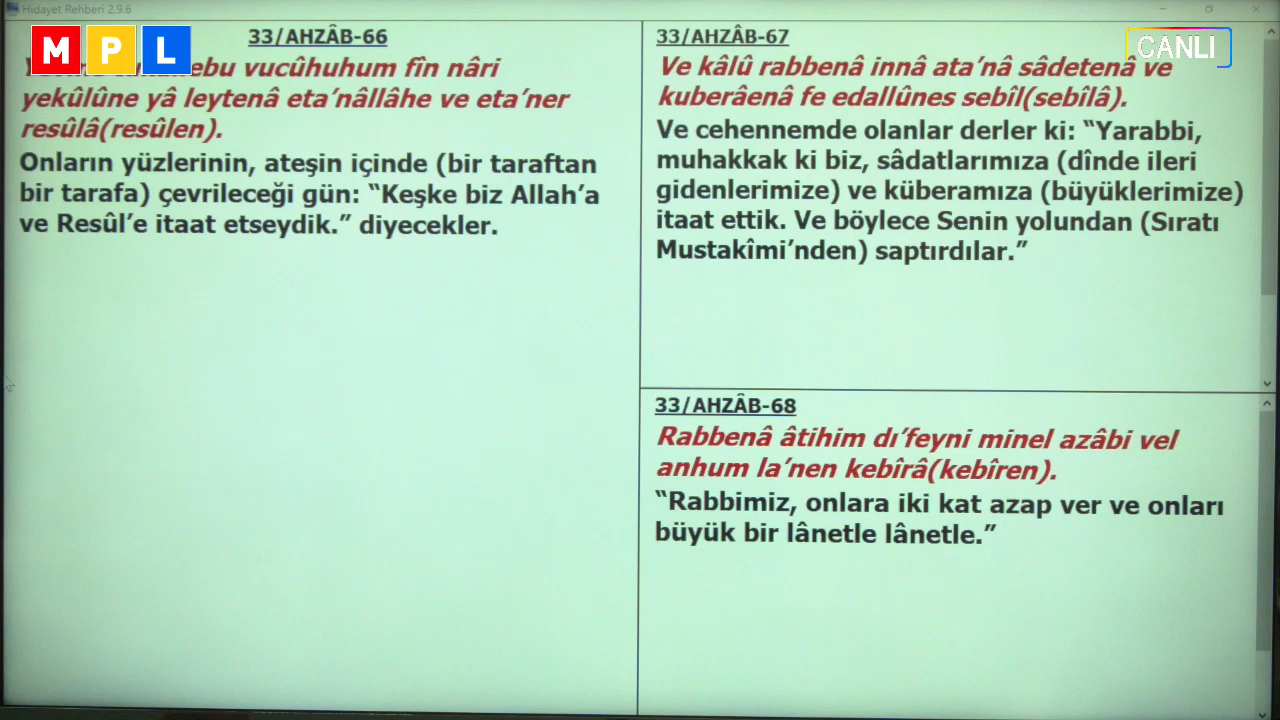 Hidayet Rehberi 2.9.6
MPL
CANLI
33/AHZÂB-66
vucûhuhum fîn nâri
yekûlûne yâ leytenâ eta’nâllâhe ve eta’ner
resûlâ(resûlen).
Onların yüzlerinin, ateşin içinde (bir taraftan
bir tarafa) çevrileceği gün: “Keşke biz Allah’a
ve Resûl’e itaat etseydik.” diyecekler.
33/AHZÂB-67
Ve kâlû rabbenâ innâ ata’nâ sâdetenâ ve
kuberâenâ fe edallûnes sebîl(sebîlâ).
Ve cehennemde olanlar derler ki: “Yarabbi,
muhakkak ki biz, sâdatlarımıza (dînde ileri
gidenlerimize) ve küberamıza (büyüklerimize)
itaat ettik. Ve böylece Senin yolundan (Sıratı
Mustakîmi’nden) saptırdılar.”
33/AHZÂB-68
Rabbenâ âtihim dı’feyni minel azâbi vel
anhum la’nen kebîrâ(kebîren).
“Rabbimiz, onlara iki kat azap ver ve onları
büyük bir lânetle lânetle.”